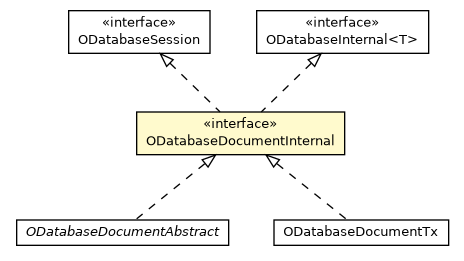 «interface»
ODatabaseSession
«interface»
ODatabaseInternal<T>
«interface»
ODatabaseDocumentInternal
ODatabaseDocumentAbstract
ODatabaseDocumentTx